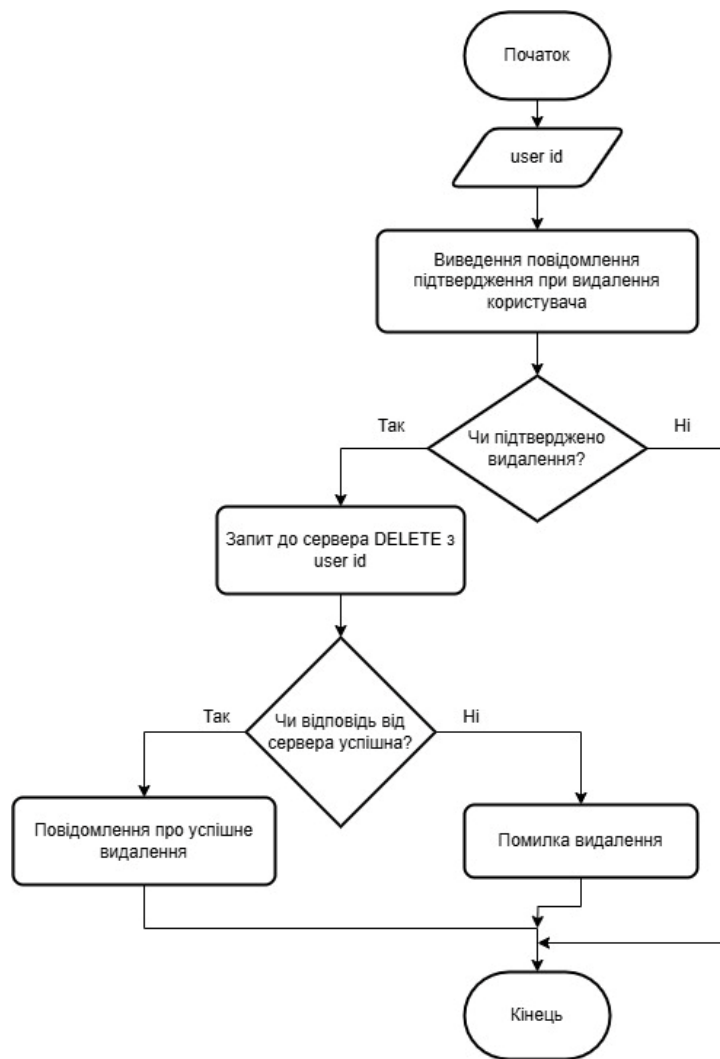 Початок
user id
Виведення повідомлення
підтвердження при видалення
користувача
Так
Ні
Чи підтверджено
видалення?
Запит до сервера DELETE з
user id
Так
Ні
Чи відповідь від
сервера успішна?
Повідомлення про успішне
видалення
Помилка видалення
Кінець